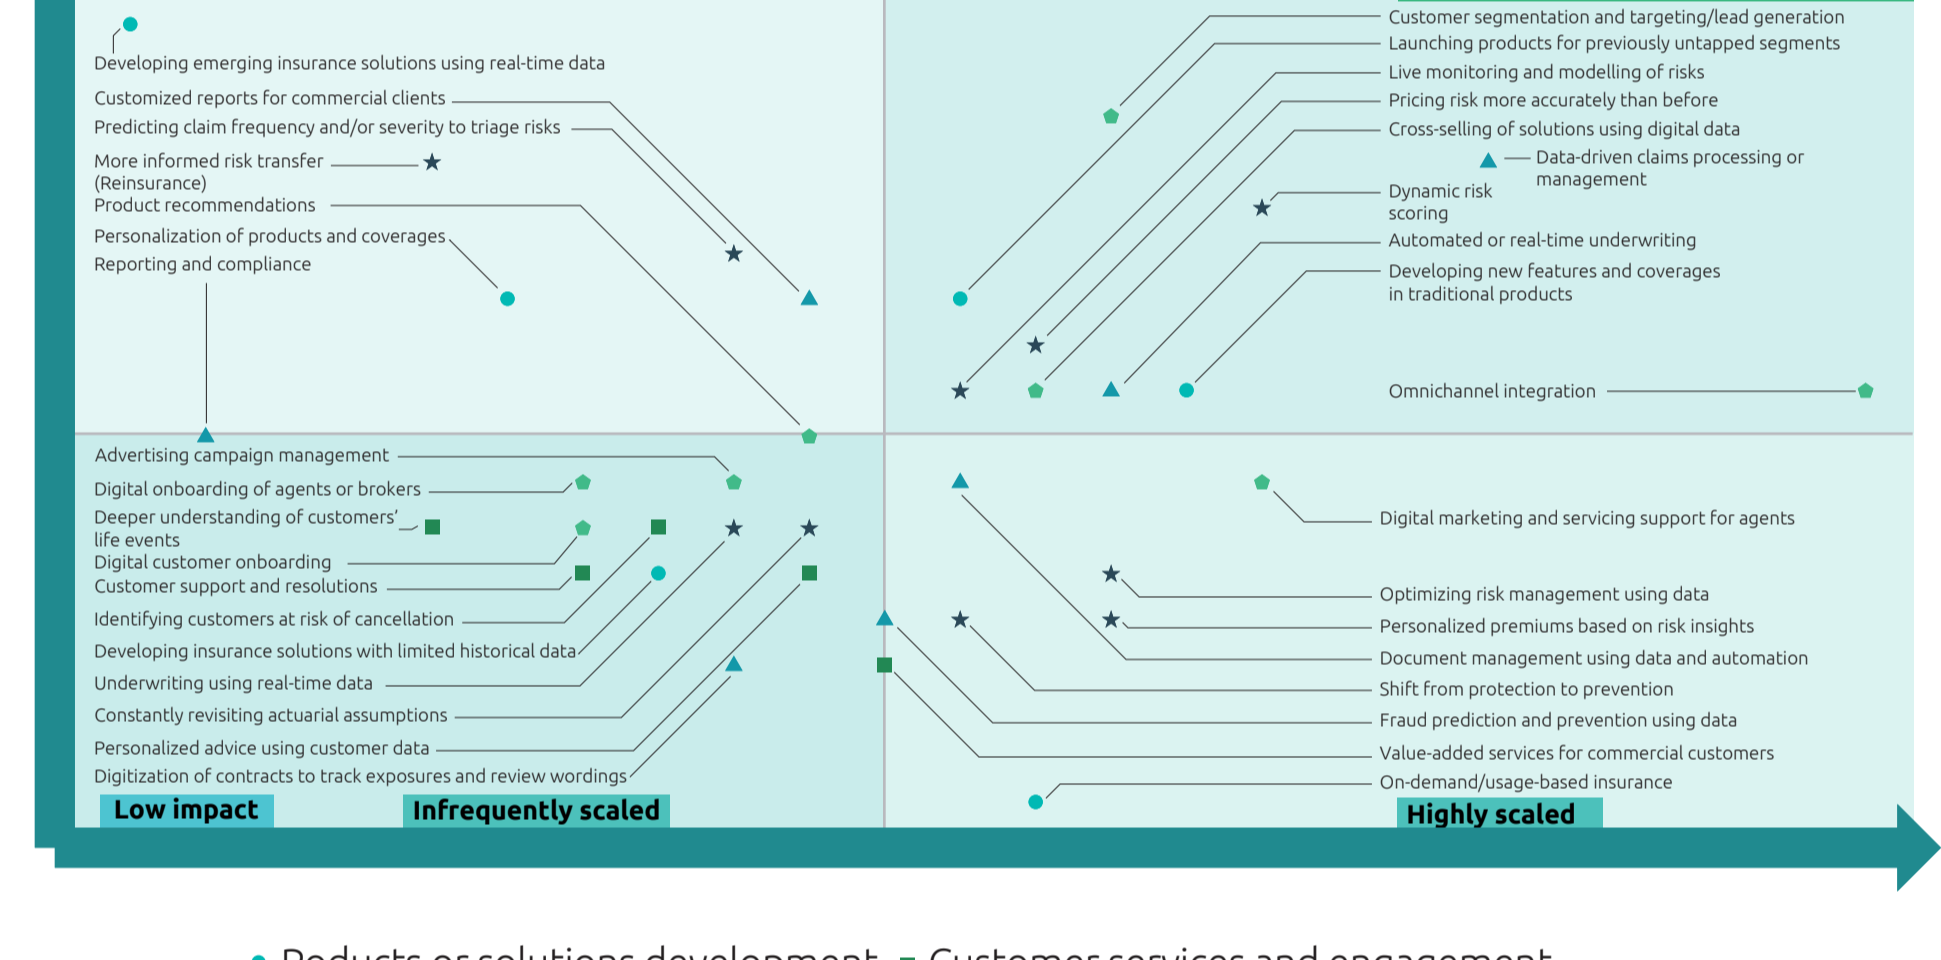 Developing emerging insurance solutions using real-time data
Customized reports for commercial clients
Predicting claim frequency and/or severity to triage risks
More informed risk transfer
(Reinsurance)
Product recommendations
Personalization of products and coverages
Reporting and compliance
Customer segmentation and targeting/lead generation
Launching products for previously untapped segments
Live monitoring and modelling of risks
Pricing risk more accurately than before
Cross-selling of solutions using digital data
Data-driven claims processing or
management
Dynamic risk
scoring
Automated or real-time underwriting
Developing new features and coverages
in traditional products
Omnichannel integration
Advertising campaign management
Digital onboarding of agents or brokers
Deeper understanding of customers’
life events
Digital customer onboarding
Customer support and resolutions
Identifying customers at risk of cancellation
Developing insurance solutions with limited historical data
Underwriting using real-time data
Constantly revisiting actuarial assumptions
Personalized advice using customer data
Digitization of contracts to track exposures and review wordings
Low impact
Infrequently scaled
Digital marketing and servicing support for agents
Optimizing risk management using data
Personalized premiums based on risk insights
Document management using data and automation
Shift from protection to prevention
Fraud prediction and prevention using data
Value-added services for commercial customers
On-demand/usage-based insurance
Highly scaled
Poducts or solutions development
Customer services and engagement